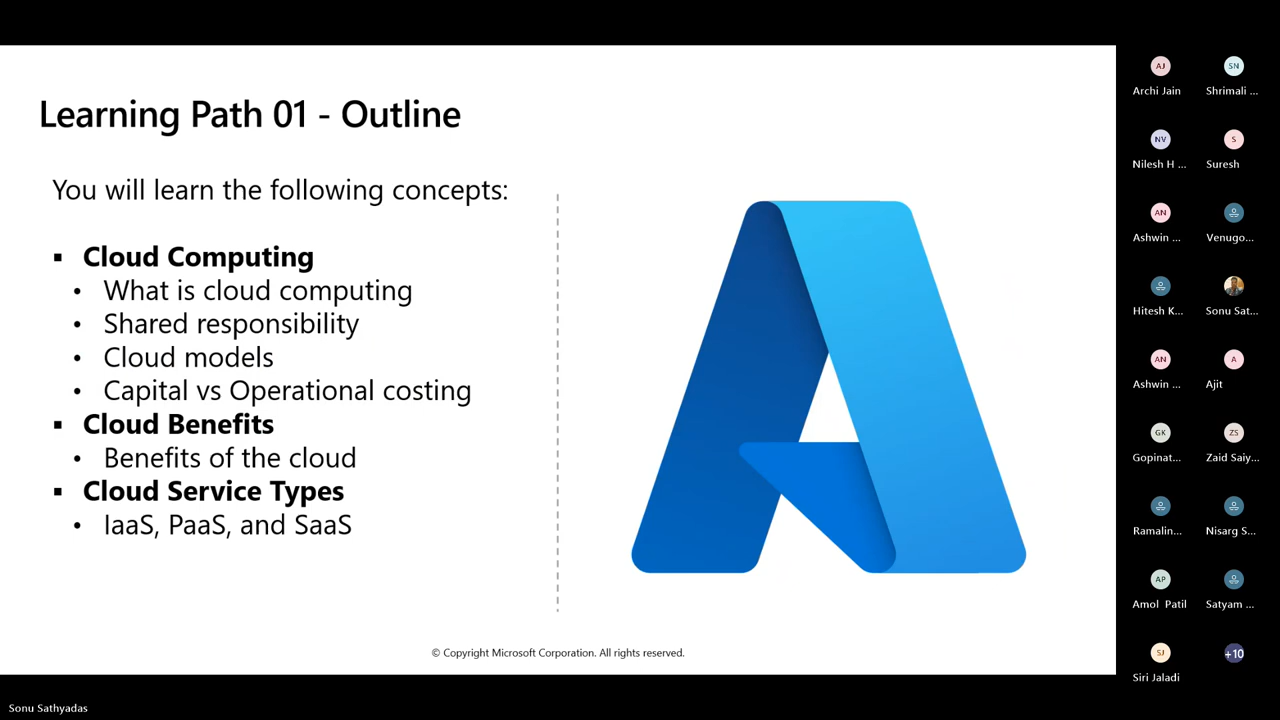 Learning Path 01 - Outline
You will learn the following concepts:
▪ Cloud Computing
• What is cloud computing
• Shared responsibility
• Cloud models
• Capital vs Operational costing
▪ Cloud Benefits
• Benefits of the cloud
▪ Cloud Service Types
• IaaS, PaaS, and SaaS
© Copyright Microsoft Corporation. All rights reserved.
AJ SN
Archi Jain Shrimali ...
NV S
Nilesh H ... Suresh
AN
Ashwin ... Venugo...
Hitesh K... Sonu Sat...
AN A
Ashwin ... Ajit
GK ZS
Gopinat... Zaid Saiy...
Ramalin... Nisarg S...
AP
Amol Patil Satyam ...
SJ +10
Siri Jaladi
Sonu Sathyadas